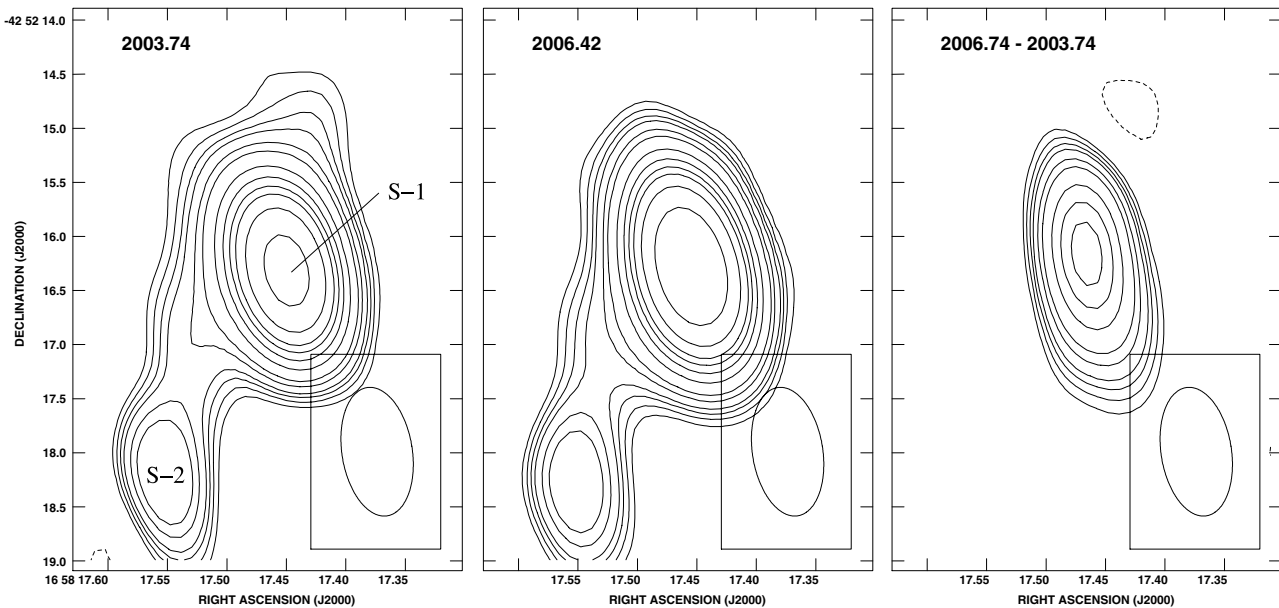 -42 52 14.0
14.5
15.0
15.5
16.0
16.5
17.0
17.5
18.0
18.5
19.0
DECLINATION (J2000)
2003.74
S-1
S-2
16 58 17.60 17.55 17.50 17.45 17.40 17.35
RIGHT ASCENSION (J2000)
2006.42
17.55 17.50 17.45 17.40 17.35
RIGHT ASCENSION (J2000)
2006.74 - 2003.74
17.55 17.50 17.45 17.40 17.35
RIGHT ASCENSION (J2000)